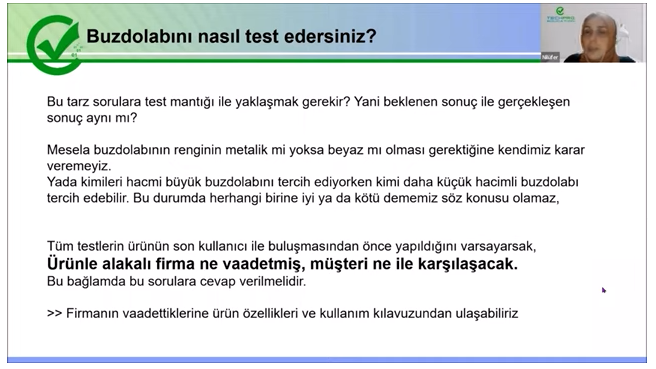 Buzdolabını nasıl test edersiniz?
TECHPRO
Nilüfer
Bu tarz sorulara test mantığı ile yaklaşmak gerekir? Yani beklenen sonuç ile gerçekleşen
sonuç aynı mı?
Mesela buzdolabının renginin metalik mi yoksa beyaz mı olması gerektiğine kendimiz karar
veremeyiz.
Yada kimileri hacmi büyük buzdolabını tercih ediyorken kimi daha küçük hacimli buzdolabı
tercih edebilir. Bu durumda herhangi birine iyi ya da kötü dememiz söz konusu olamaz,
Tüm testlerin ürünün son kullanıcı ile buluşmasından önce yapıldığını varsayarsak,
Ürünle alakalı firma ne vaadetmiş, müşteri ne ile karşılaşacak.
Bu bağlamda bu sorulara cevap verilmelidir.
>> Firmanın vaadettiklerine ürün özellikleri ve kullanım kılavuzundan ulaşabiliriz